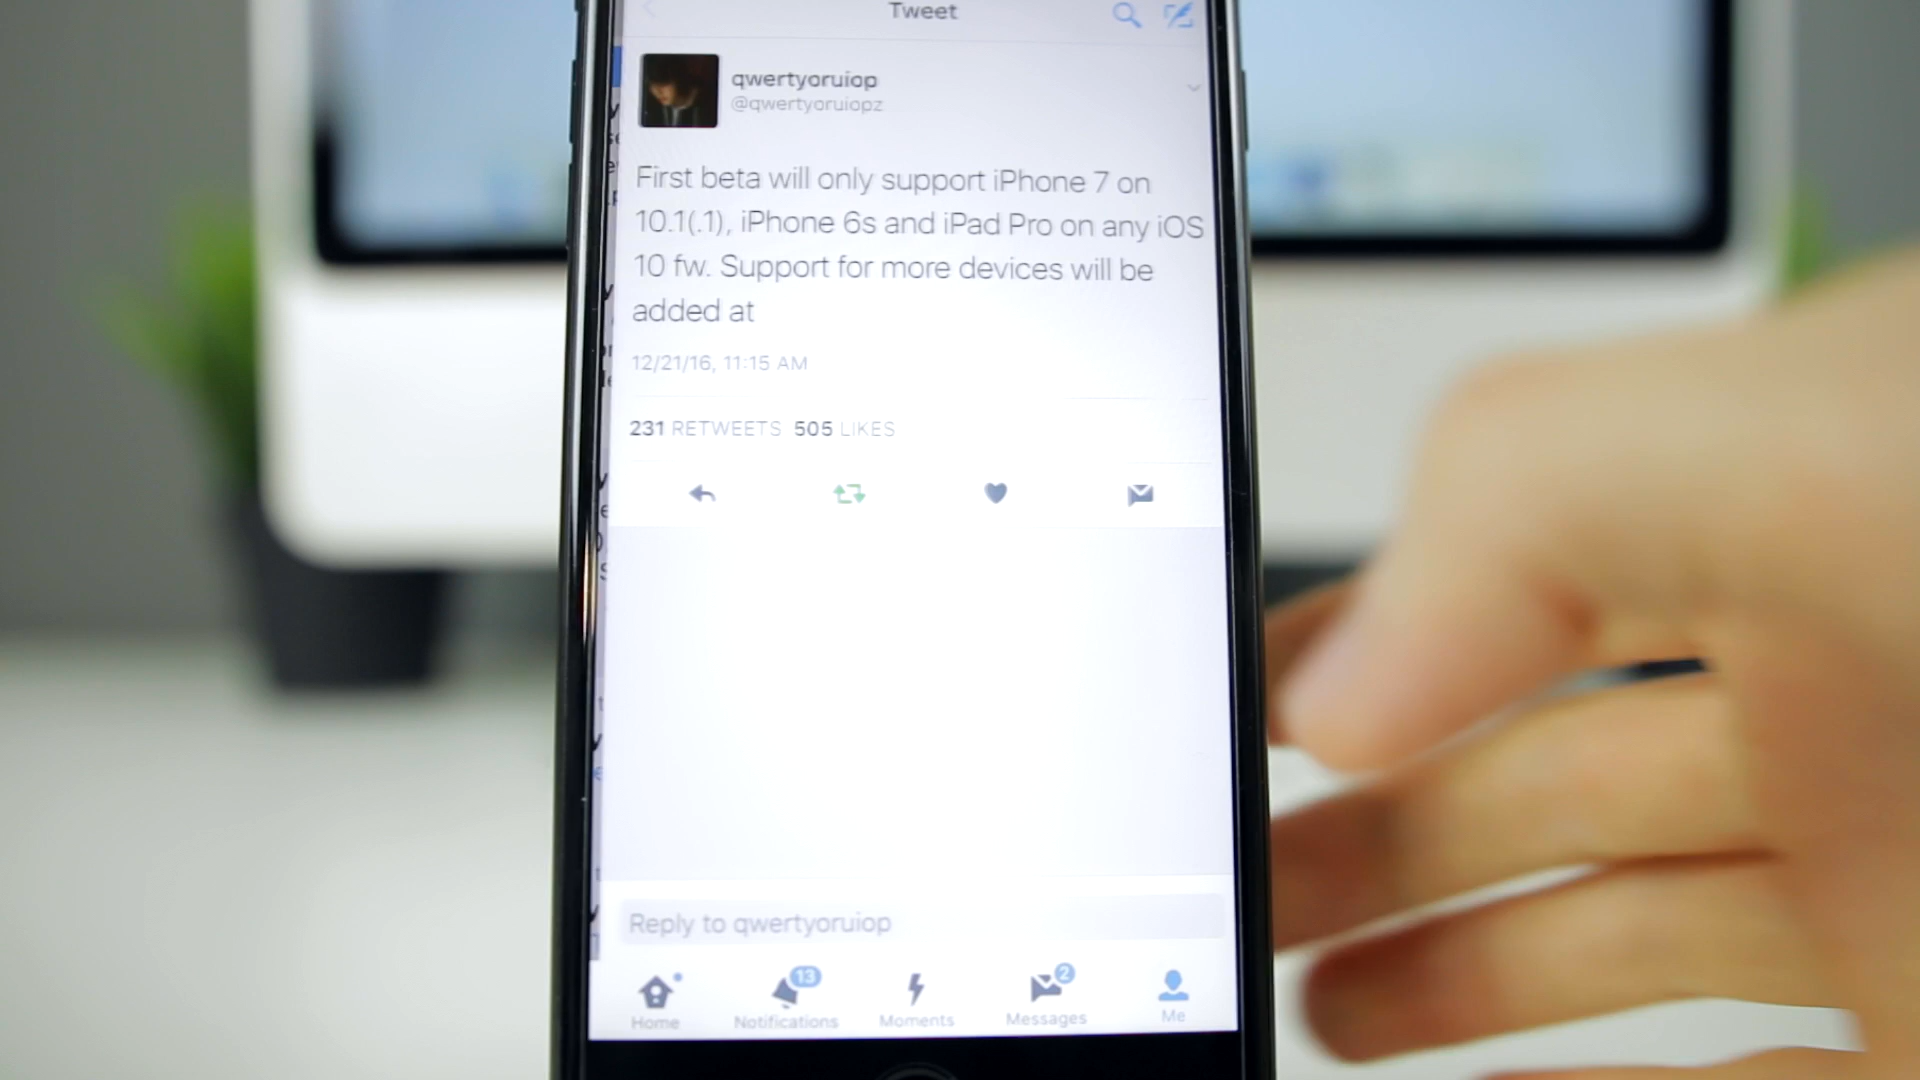 Tweet
qwertyoruiop
@qwertyoruiopz
First beta will only support iPhone 7 on
10.1(.1), iPhone 6s and iPad Pro on any iOS
10 fw. Support for more devices will be
added at
12/21/16, 11:15 AM
231 RETWEETS 505 LIKES
Reply to qwertyoruiop
13
2
Home Notifications Moments Messages Me